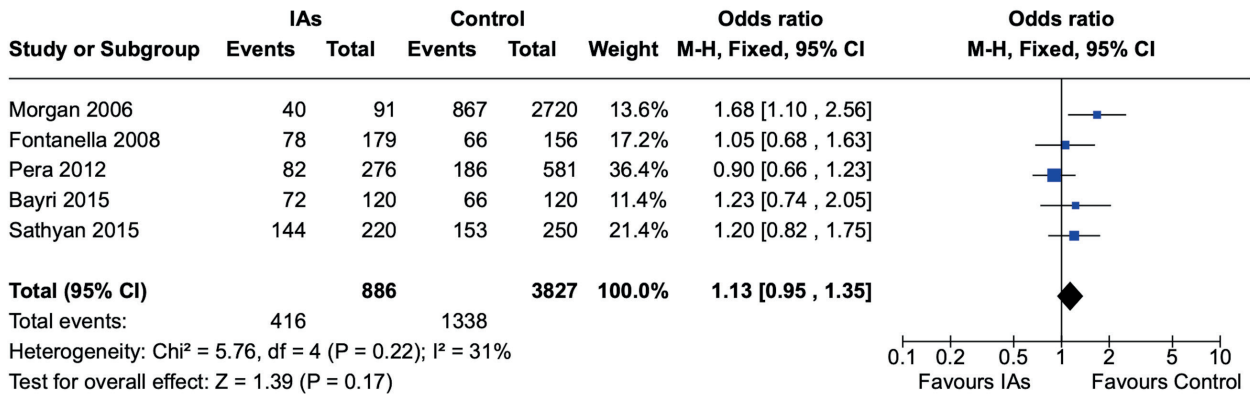 IAs Control Odds ratio Odds ratio
Study or Subgroup Events Total Events Total Weight M-H, Fixed, 95% CI M-H, Fixed, 95% CI
Morgan 2006 40 91 867 2720 13.6% 1.68 [1.10 , 2.56]
Fontanella 2008 78 179 66 156 17.2% 1.05 [0.68 , 1.63]
Pera 2012 82 276 186 581 36.4% 0.90 [0.66 , 1.23]
Bayri 2015 72 120 66 120 11.4% 1.23 [0.74 , 2.05]
Sathyan 2015 144 220 153 250 21.4% 1.20 [0.82 , 1.75]
Total (95% CI) 886 3827 100.0% 1.13 [0.95 , 1.35]
Total events: 416 1338
Heterogeneity: Chi² = 5.76, df = 4 (P = 0.22); I² = 31%
0.1 0.2 0.5 1 2 5 10
Test for overall effect: Z = 1.39 (P = 0.17) Favours IAs Favours Control